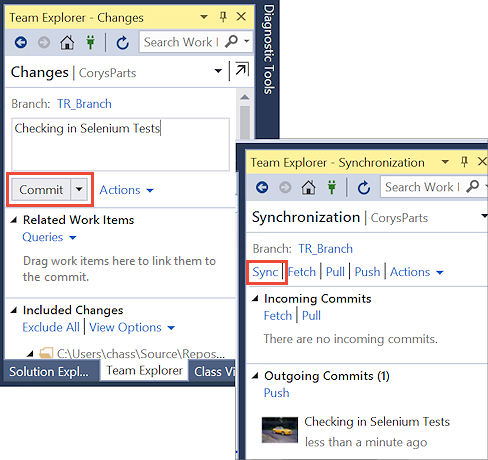 Team Explorer - Changes
Search Work I
Changes | CorysParts
Branch: TR_Branch
Checking in Selenium Tests
Commit Actions
Related Work Items
Queries
Drag work items here to link them to
the commit.
Included Changes
Exclude All | View Options
C:\Users\chass\Source\Repos...
Solution Expl... Team Explorer Class Vi
Diagnostic Tools
Team Explorer - Synchronization
Search Work
Synchronization | CorysParts
Branch: TR_Branch
Sync | Fetch | Pull | Push | Actions
Incoming Commits
Fetch | Pull
There are no incoming commits.
Outgoing Commits (1)
Push
Checking in Selenium Tests
less than a minute ago